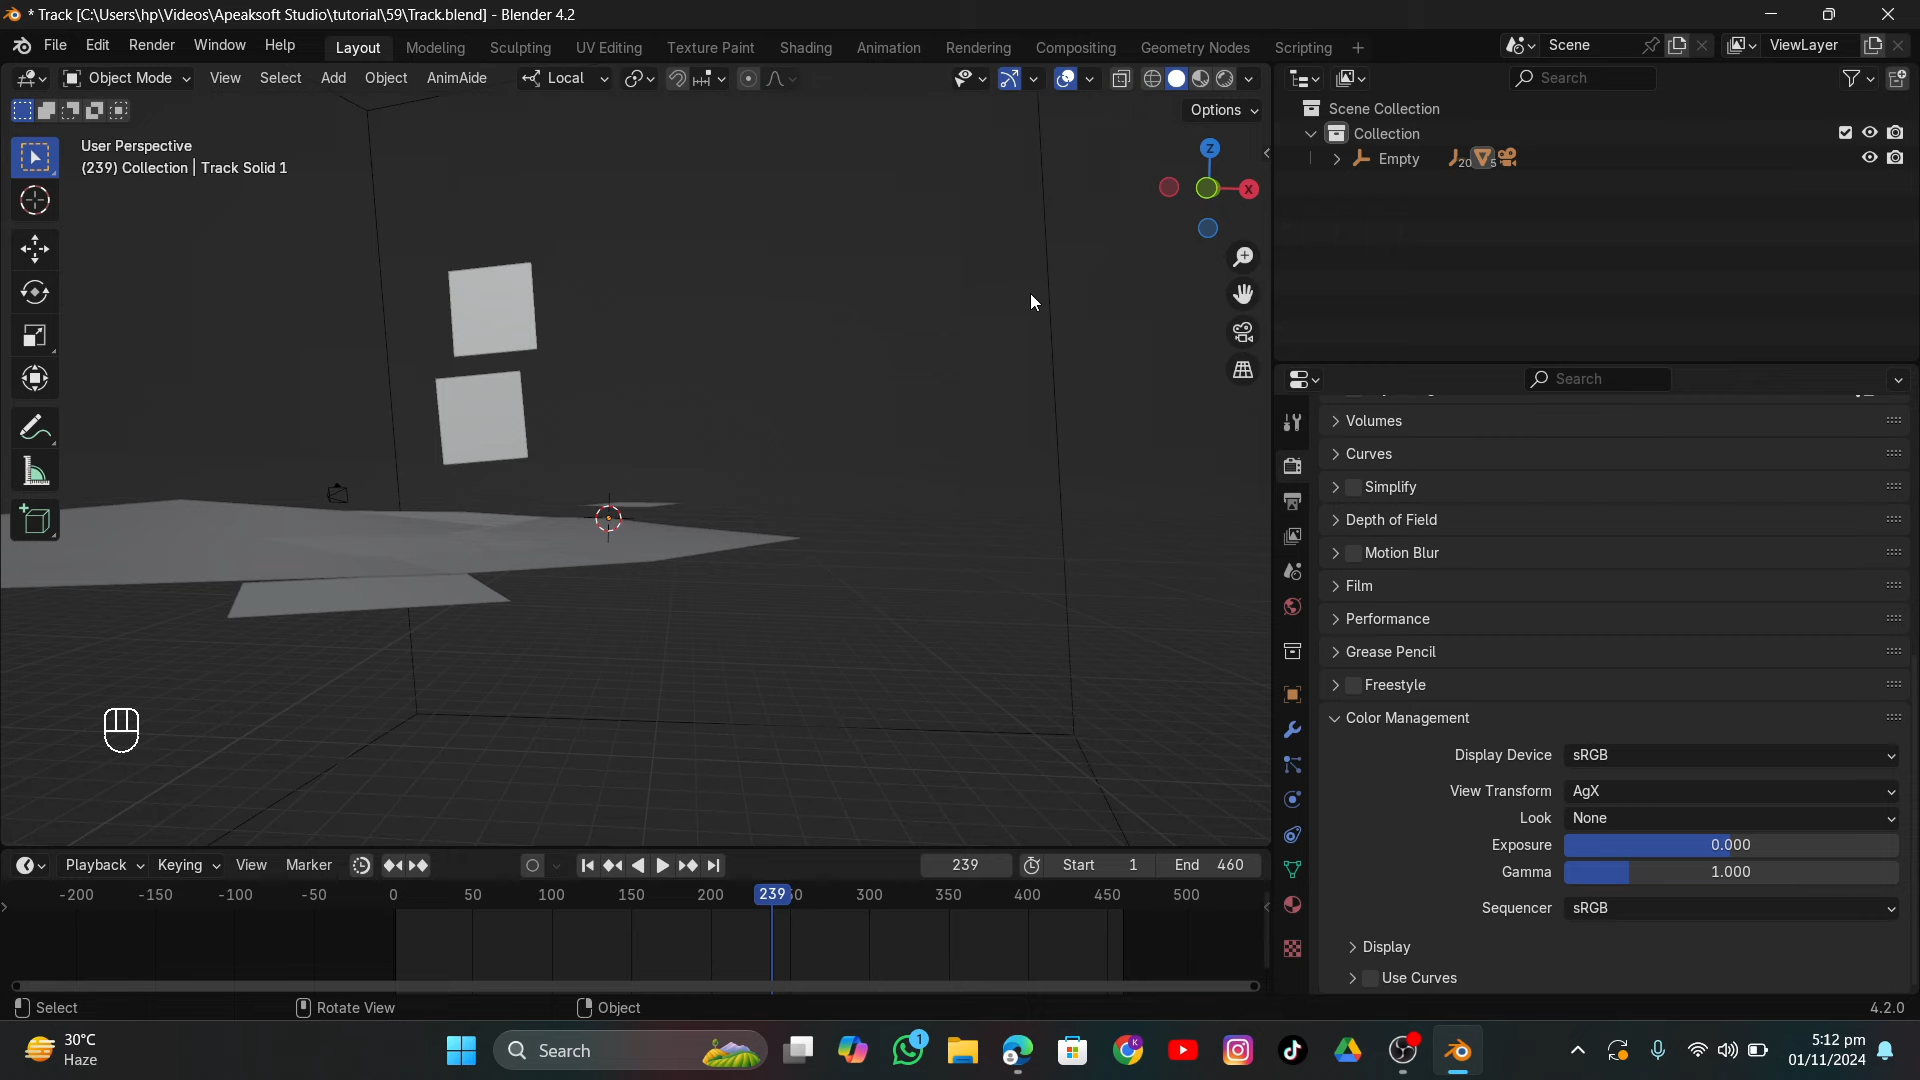 * Track [C:\Users\hp\Videos\Apeaksoft Studio\tutorial\59\Track.blend] - Blender 4.2
File Edit Render Window Help Layout Modeling Sculpting UV Editing Texture Paint Shading Animation Rendering Compositing Geometry Nodes Scripting + Scene ViewLayer
Object Mode View Select Add Object AnimAide Local Search
Options
Scene Collection
Collection
Empty 20 5
User Perspective
(239) Collection | Track Solid 1
Z
X
Search
Volumes
Curves
Simplify
Depth of Field
Motion Blur
Film
Performance
Grease Pencil
Freestyle
Color Management
Display Device sRGB
View Transform AgX
Look None
Exposure 0.000
Gamma 1.000
Sequencer sRGB
Display
Use Curves
Playback Keying View Marker 239 Start 1 End 460
-200 -150 -100 -50 0 50 100 150 200 239 300 350 400 450 500
Select Rotate View Object 4.2.0
30°C
Haze
Search
1
5:12 pm
01/11/2024